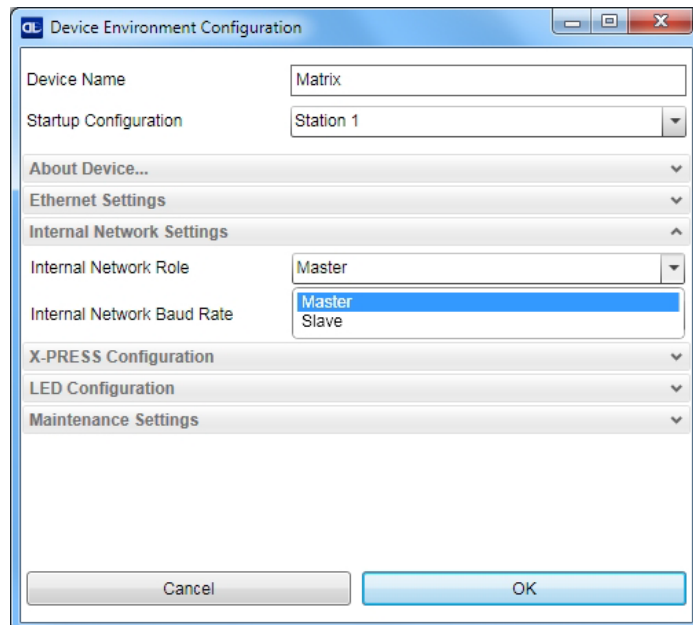 Device Environment Configuration
Device Name Matrix
Startup Configuration Station 1
About Device...
Ethernet Settings
Internal Network Settings
Internal Network Role Master
Master
Internal Network Baud Rate
Slave
X-PRESS Configuration
LED Configuration
Maintenance Settings
Cancel OK